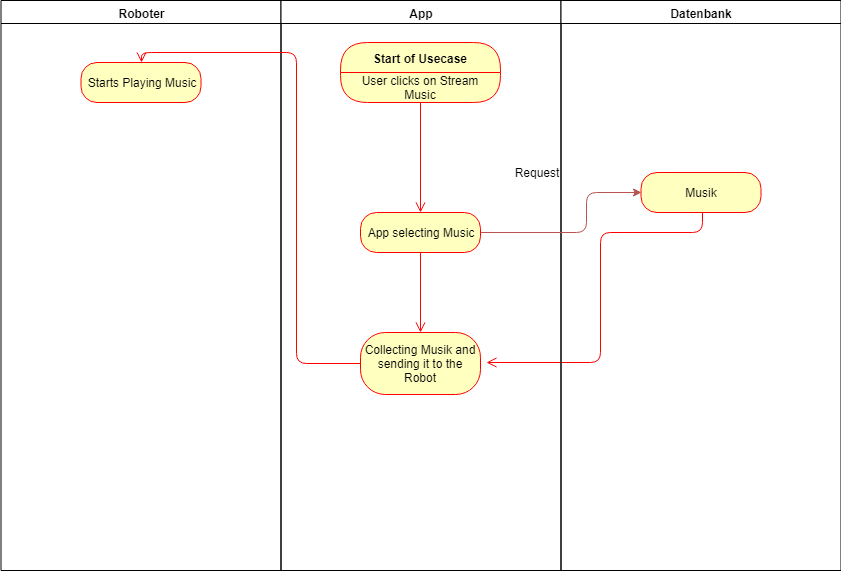 Roboter
App
Datenbank
Start of Usecase
User clicks on Stream
Music
Starts Playing Music
Request
Musik
App selecting Music
Collecting Musik and
sending it to the
Robot